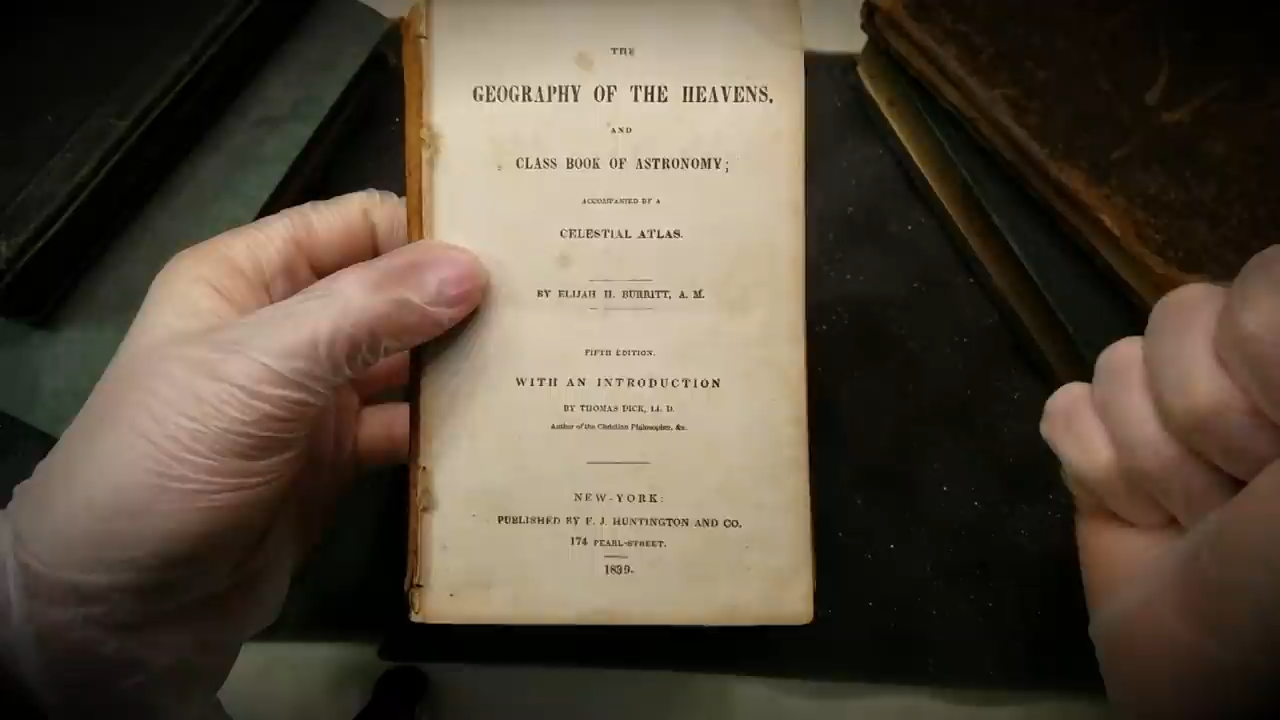 THE
GEOGRAPHY OF THE HEAVENS,
AND
CLASS BOOK OF ASTRONOMY;
ACCOMPANIED BY A
CELESTIAL ATLAS.
BY ELIJAH H. BURRITT, A. M.
FIFTH EDITION.
WITH AN INTRODUCTION
BY THOMAS DICK, LL. D.
Author of the Christian Philosopher, &c.
NEW-YORK:
PUBLISHED BY F. J. HUNTINGTON AND CO.
174 PEARL-STREET.
1839.